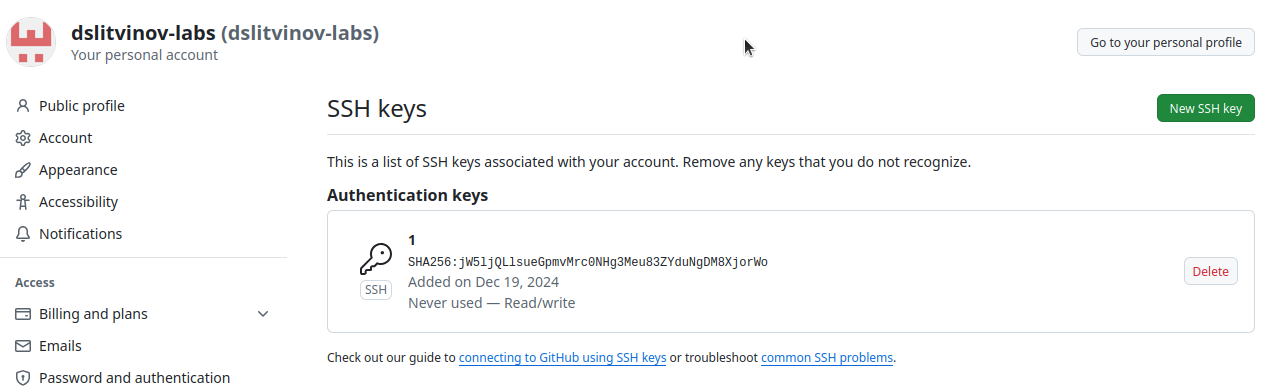 dslitvinov-labs (dslitvinov-labs)
Your personal account
Go to your personal profile
Public profile
Account
Appearance
Accessibility
Notifications
Access
Billing and plans
Emails
Password and authentication
SSH keys
New SSH key
This is a list of SSH keys associated with your account. Remove any keys that you do not recognize.
Authentication keys
1
SHA256:jW5ljQLlsueGpmvMrc0NHg3Meu83ZYduNgDM8XjorWo
Added on Dec 19, 2024
Never used — Read/write
SSH
Delete
Check out our guide to connecting to GitHub using SSH keys or troubleshoot common SSH problems.